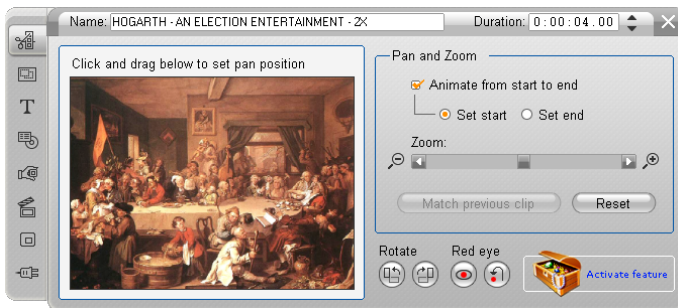 Name: HOGARTH - AN ELECTION ENTERTAINMENT - 2X Duration: 0:00:04.00
Click and drag below to set pan position
Pan and Zoom
Animate from start to end
Set start Set end
Zoom:
Match previous clip Reset
Rotate Red eye
Activate feature
T